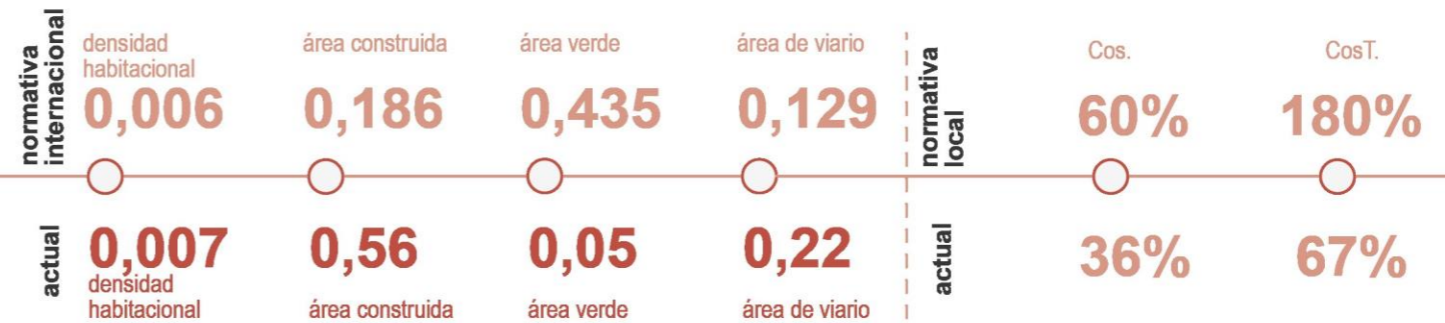 normativa
internacional
densidad
habitacional
0,006
área construida
0,186
área verde
0,435
área de viario
0,129
normativa
local
Cos.
60%
CosT.
180%
actual
0,007
densidad
habitacional
0,56
área construida
0,05
área verde
0,22
área de viario
actual
36%
67%